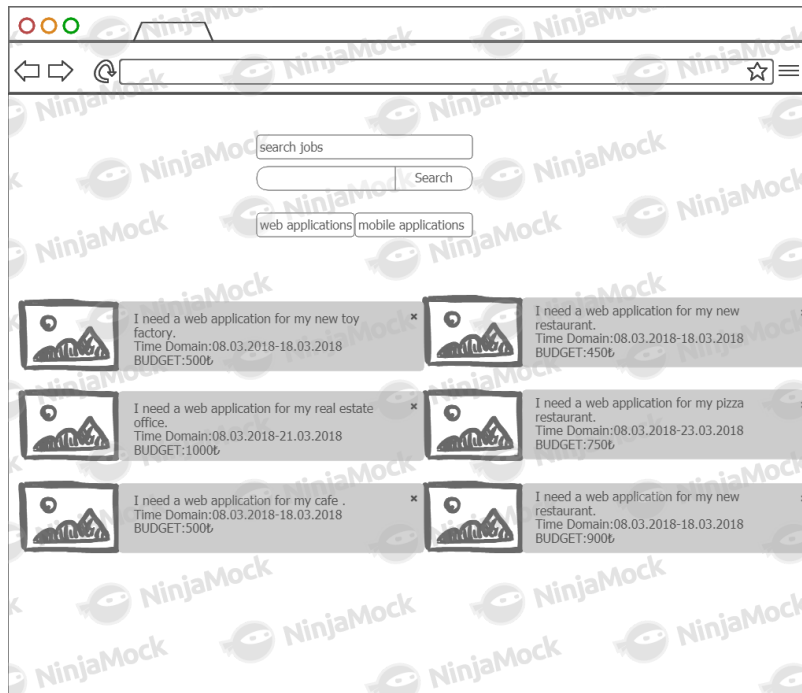 search jobs
Search
web applications
mobile applications
I need a web application for my new toy
factory.
Time Domain:08.03.2018-18.03.2018
BUDGET:500₺
I need a web application for my new
restaurant.
Time Domain:08.03.2018-18.03.2018
BUDGET:450₺
I need a web application for my real estate
office.
Time Domain:08.03.2018-21.03.2018
BUDGET:1000₺
I need a web application for my pizza
restaurant.
Time Domain:08.03.2018-23.03.2018
BUDGET:750₺
I need a web application for my cafe .
Time Domain:08.03.2018-18.03.2018
BUDGET:500₺
I need a web application for my new
restaurant.
Time Domain:08.03.2018-18.03.2018
BUDGET:900₺
NinjaMock